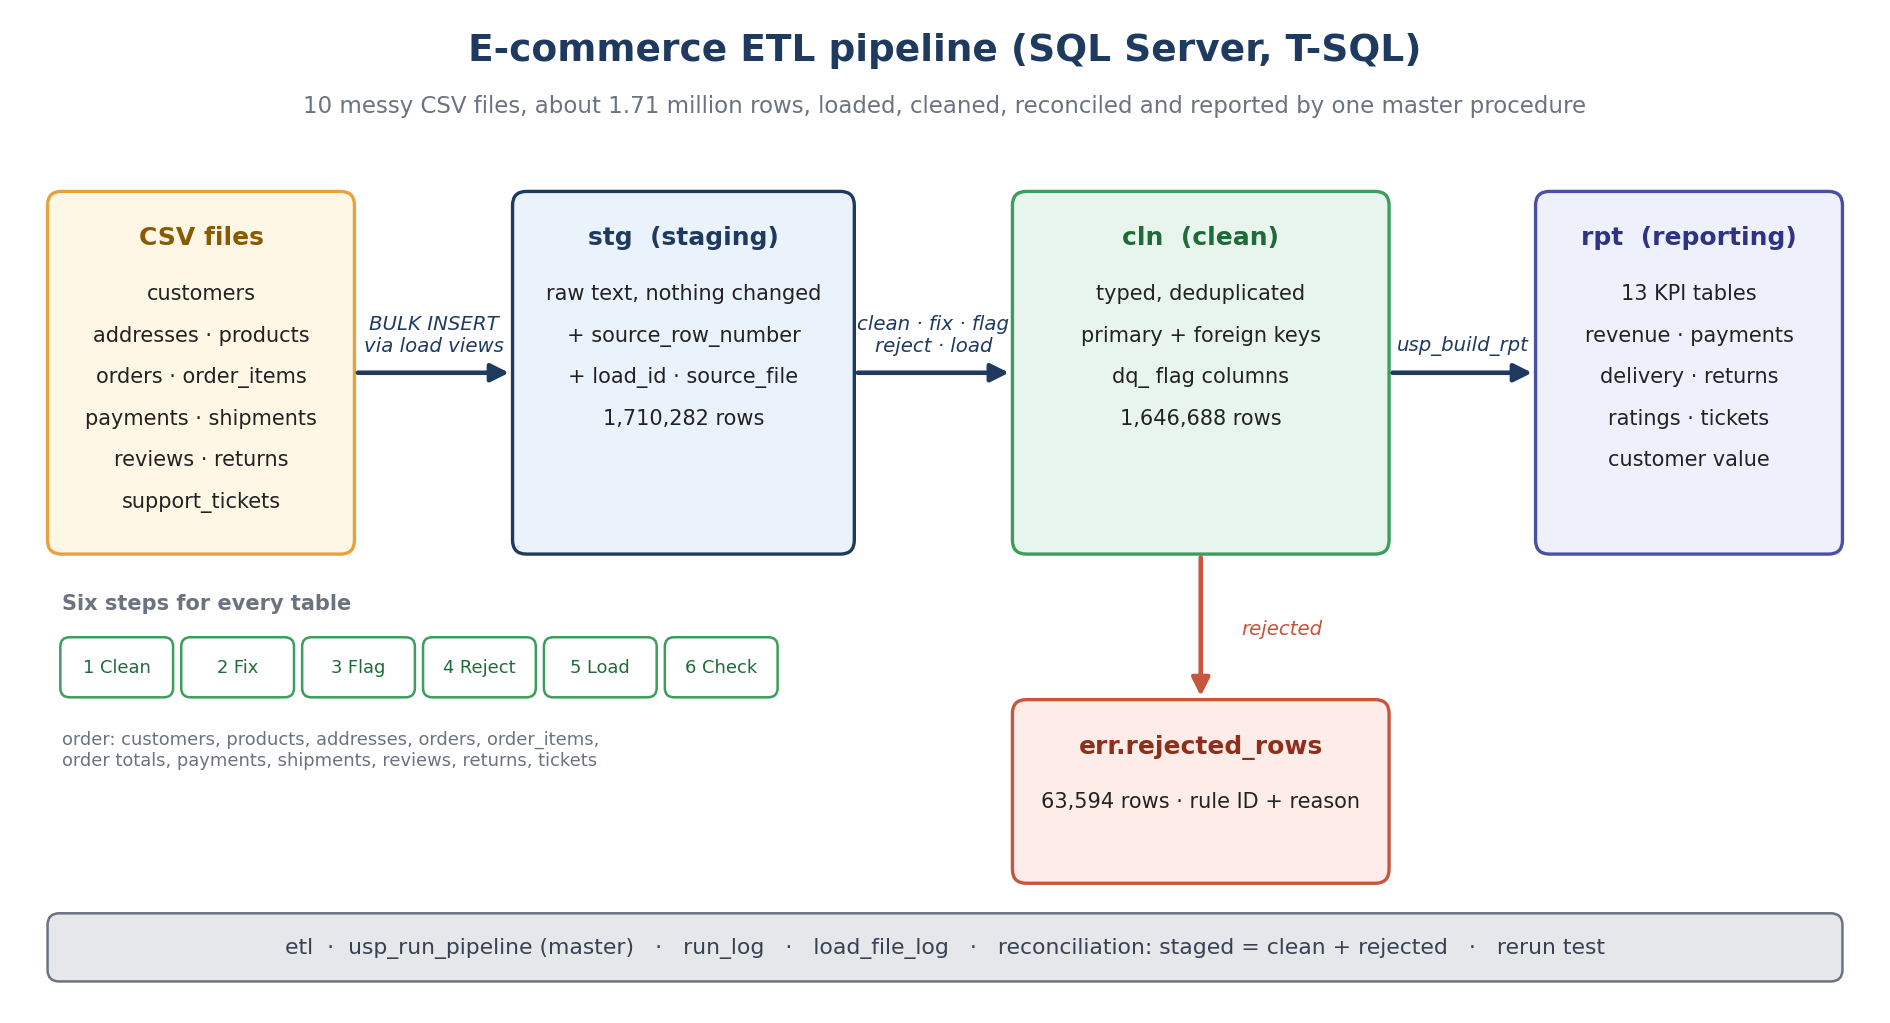 E-commerce ETL pipeline (SQL Server, T-SQL)
10 messy CSV files, about 1.71 million rows, loaded, cleaned, reconciled and reported by one master procedure
CSV files
customers
addresses · products
orders · order_items
payments · shipments
reviews · returns
support_tickets
BULK INSERT
via load views
stg (staging)
raw text, nothing changed
+ source_row_number
+ load_id · source_file
1,710,282 rows
clean · fix · flag
reject · load
cln (clean)
typed, deduplicated
primary + foreign keys
dq_ flag columns
1,646,688 rows
usp_build_rpt
rpt (reporting)
13 KPI tables
revenue · payments
delivery · returns
ratings · tickets
customer value
Six steps for every table
1 Clean
2 Fix
3 Flag
4 Reject
5 Load
6 Check
order: customers, products, addresses, orders, order_items,
order totals, payments, shipments, reviews, returns, tickets
rejected
err.rejected_rows
63,594 rows · rule ID + reason
etl · usp_run_pipeline (master) · run_log · load_file_log · reconciliation: staged = clean + rejected · rerun test